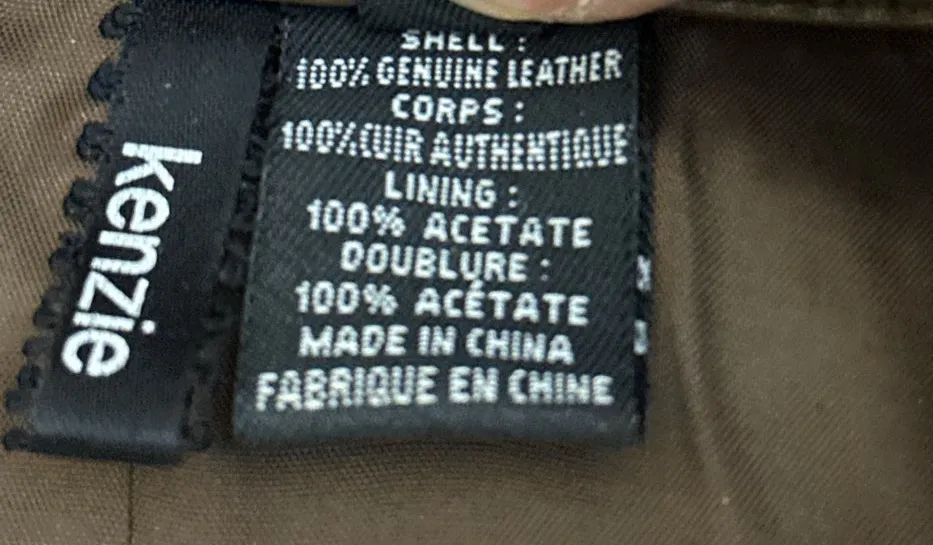 kenzie
SHELL :
100% GENUINE LEATHER
CORPS :
100% CUIR AUTHENTIQUE
LINING :
100% ACETATE
DOUBLURE :
100% ACÉTATE
MADE IN CHINA
FABRIQUE EN CHINE